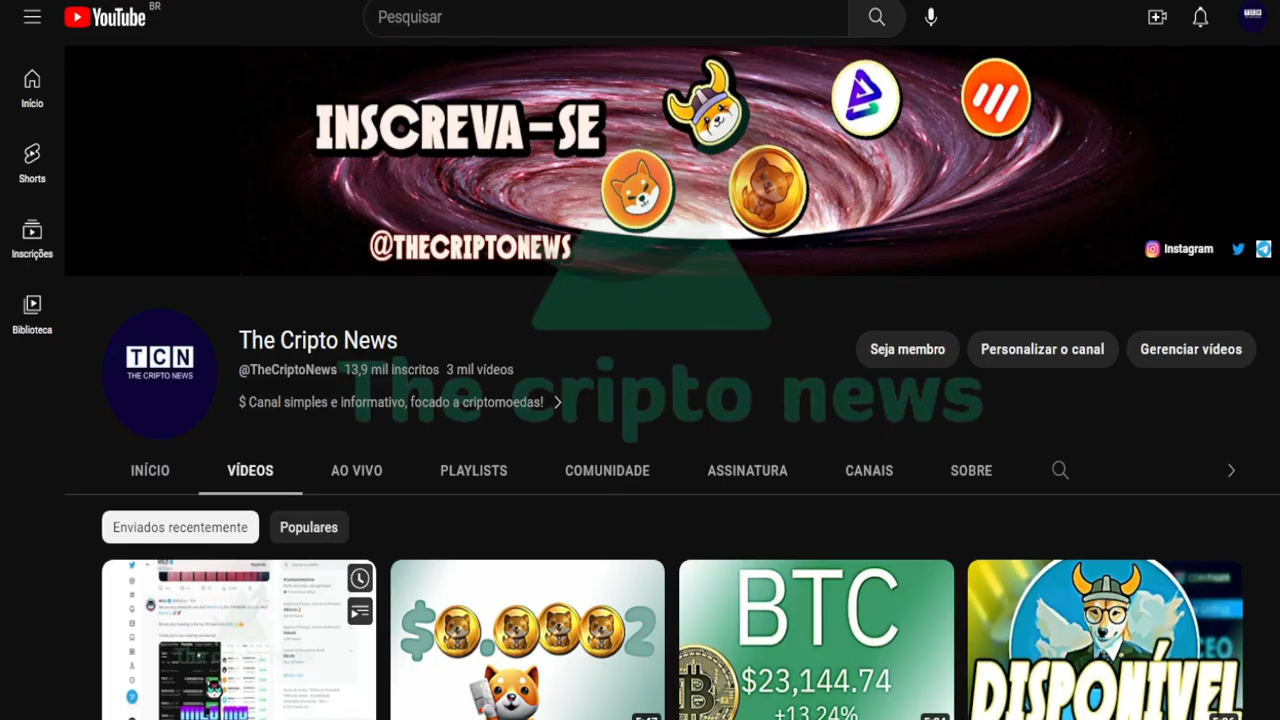 YouTube BR
Pesquisar
Início
Shorts
Inscrições
Biblioteca
INSCREVA-SE
@THECRIPTONEWS
Instagram
TCN
THE CRIPTO NEWS
The Cripto News
@TheCriptoNews 13,9 mil inscritos 3 mil vídeos
$ Canal simples e informativo, focado a criptomoedas!
Seja membro Personalizar o canal Gerenciar vídeos
The cripto news
INÍCIO VÍDEOS AO VIVO PLAYLISTS COMUNIDADE ASSINATURA CANAIS SOBRE
Enviados recentemente Populares
BTC
$23,144.74
+13.24%
DISPONÍVEL